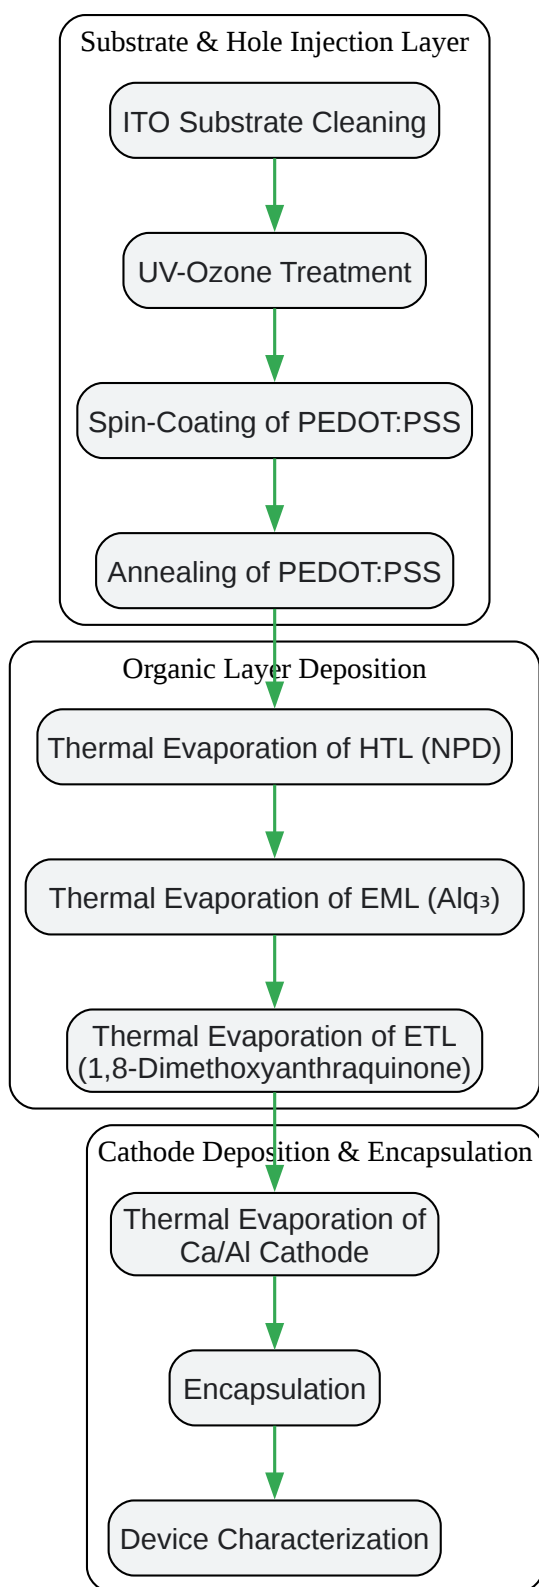 Substrate & Hole Injection Layer
ITO Substrate Cleaning
UV-Ozone Treatment
Spin-Coating of PEDOT:PSS
Annealing of PEDOT:PSS
Organic Layer Deposition
Thermal Evaporation of HTL (NPD)
Thermal Evaporation of EML (Alq₃)
Thermal Evaporation of ETL
(1,8-Dimethoxyanthraquinone)
Cathode Deposition & Encapsulation
Thermal Evaporation of
Ca/Al Cathode
Encapsulation
Device Characterization